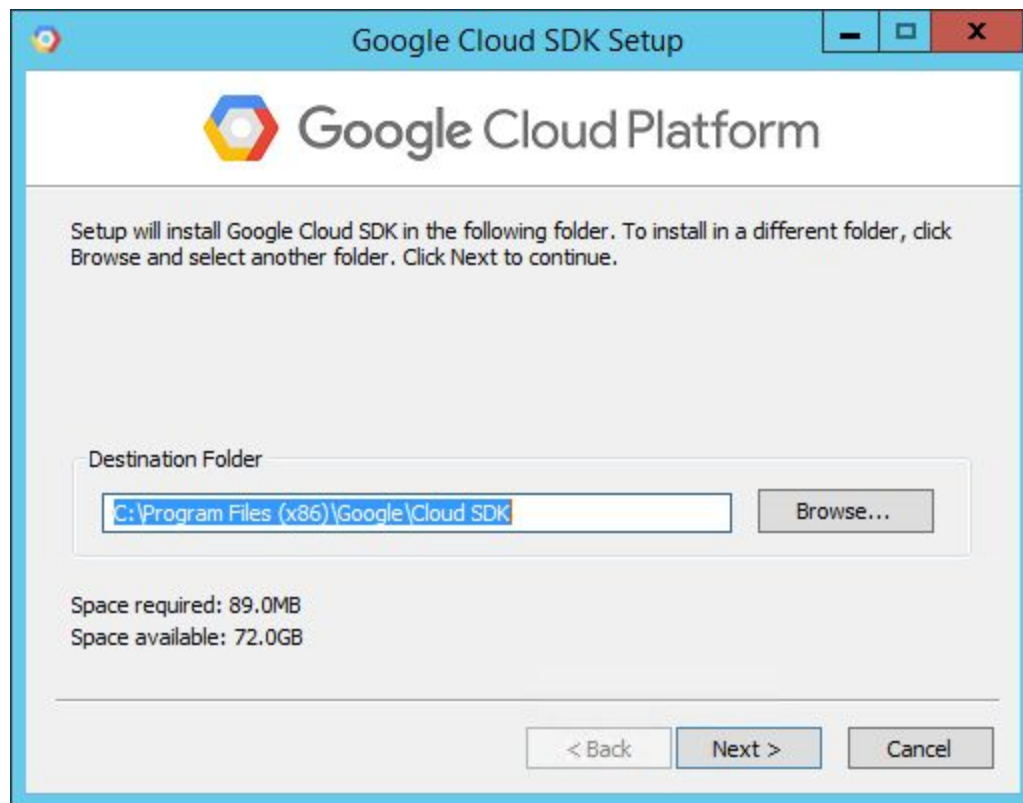 Google Cloud SDK Setup
Google Cloud Platform
Setup will install Google Cloud SDK in the following folder. To install in a different folder, click
Browse and select another folder. Click Next to continue.
Destination Folder
C:\Program Files (x86)\Google\Cloud SDK
Browse...
Space required: 89.0MB
Space available: 72.0GB
< Back
Next >
Cancel